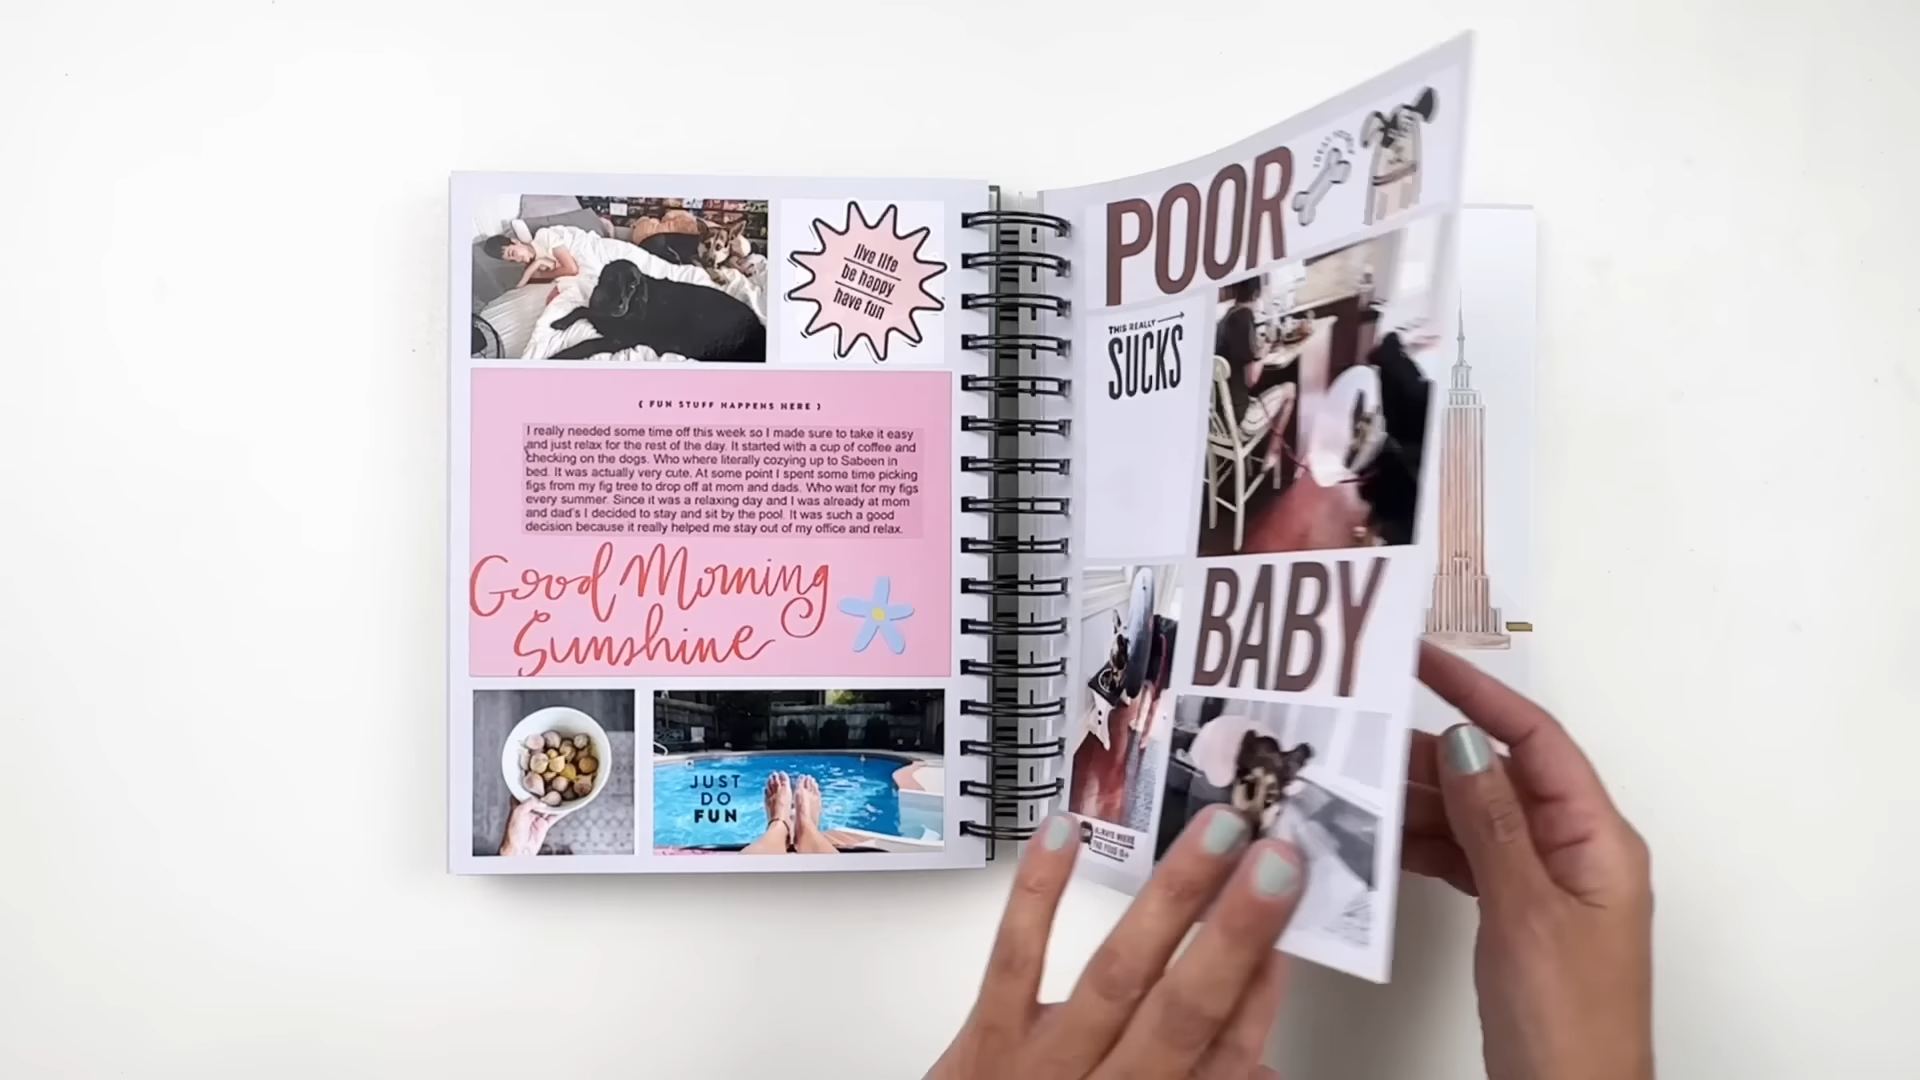 live life
be happy
have fun
{ FUN STUFF HAPPENS HERE }
I really needed some time off this week so I made sure to take it easy
and just relax for the rest of the day. It started with a cup of coffee and
checking on the dogs. Who where literally cozying up to Sabeen in
bed. It was actually very cute. At some point I spent some time picking
figs from my fig tree to drop off at mom and dads. Who wait for my figs
every summer. Since it was a relaxing day and I was already at mom
and dad's I decided to stay and sit by the pool. It was such a good
decision because it really helped me stay out of my office and relax.
Good Morning
Sunshine
JUST
DO
FUN
POOR
THIS REALLY
SUCKS
BABY
ALWAYS